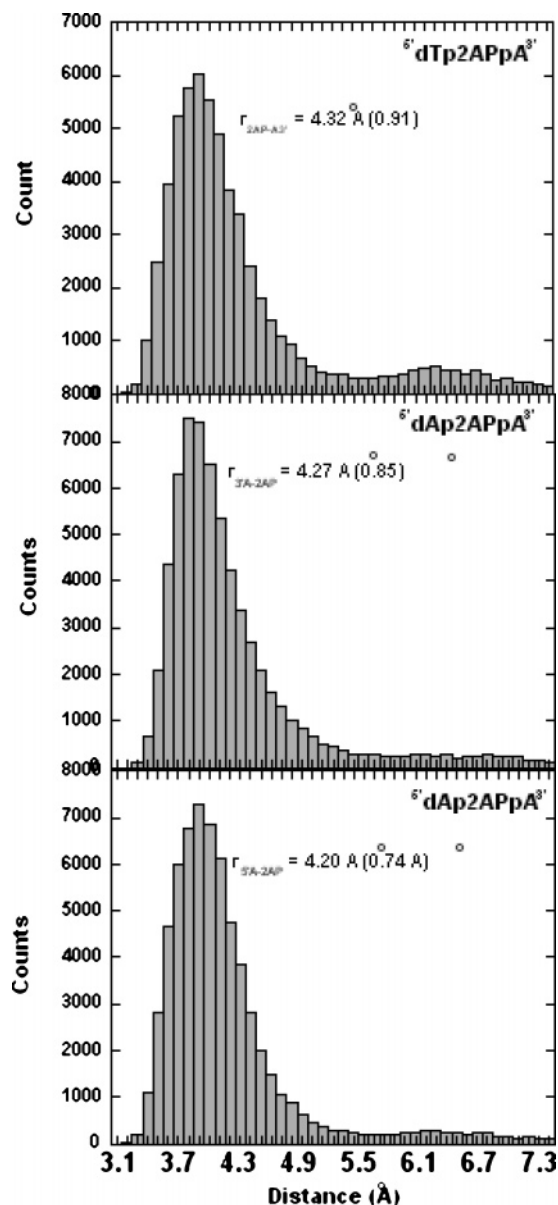 7000
6000
5000
4000
3000
2000
1000
0
Count
5'dTp2APpA3'
r2AP-A3' = 4.32 Å (0.91)
8000
7000
6000
5000
4000
3000
2000
1000
0
Counts
5'dAp2APpA3'
r3'A-2AP = 4.27 Å (0.85)
8000
7000
6000
5000
4000
3000
2000
1000
0
Counts
5'dAp2APpA3'
r5'A-2AP = 4.20 Å (0.74 Å)
3.1 3.7 4.3 4.9 5.5 6.1 6.7 7.3
Distance (Å)